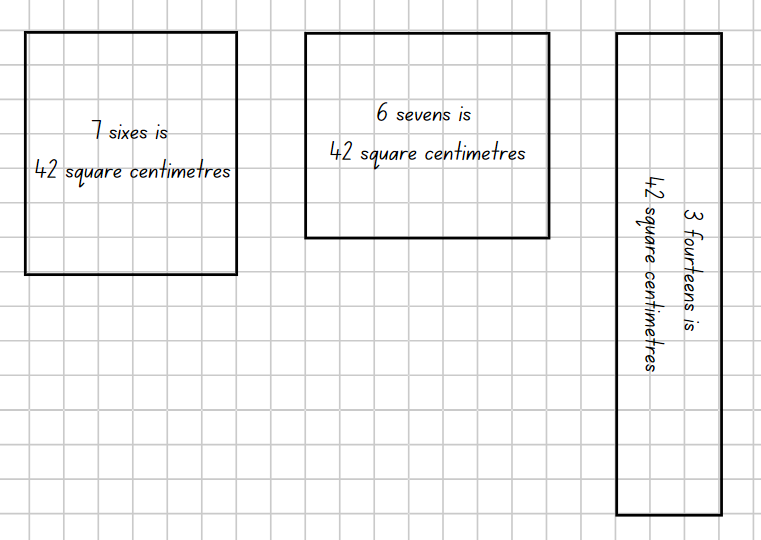 7 sixes is
42 square centimetres
6 sevens is
42 square centimetres
3 fourteens is
42 square centimetres